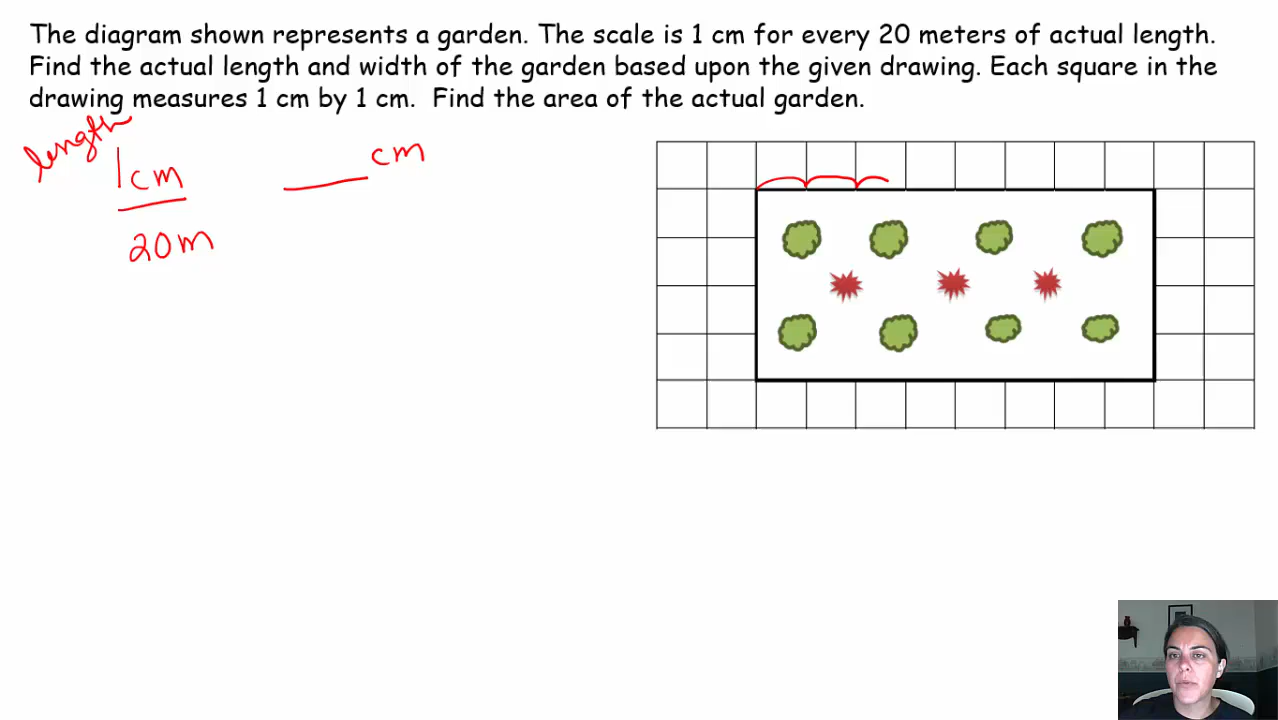 The diagram shown represents a garden. The scale is 1 cm for every 20 meters of actual length.
Find the actual length and width of the garden based upon the given drawing. Each square in the
drawing measures 1 cm by 1 cm. Find the area of the actual garden.
length
1cm
20m
cm